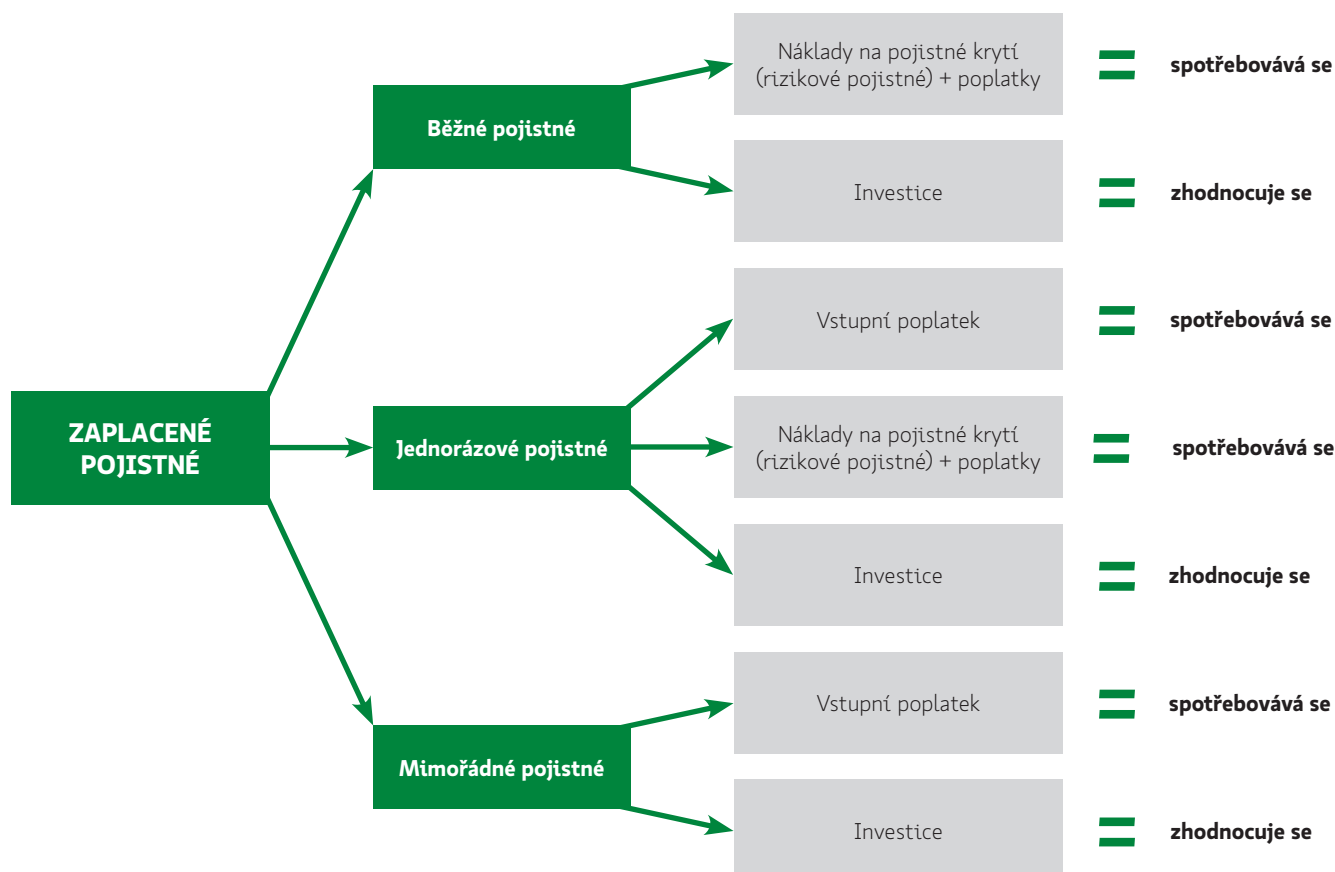 ZAPLACENÉ
POJISTNÉ
Běžné pojistné
Náklady na pojistné krytí
(rizikové pojistné) + poplatky
= spotřebovává se
Investice
= zhodnocuje se
Jednorázové pojistné
Vstupní poplatek
= spotřebovává se
Náklady na pojistné krytí
(rizikové pojistné) + poplatky
= spotřebovává se
Investice
= zhodnocuje se
Mimořádné pojistné
Vstupní poplatek
= spotřebovává se
Investice
= zhodnocuje se